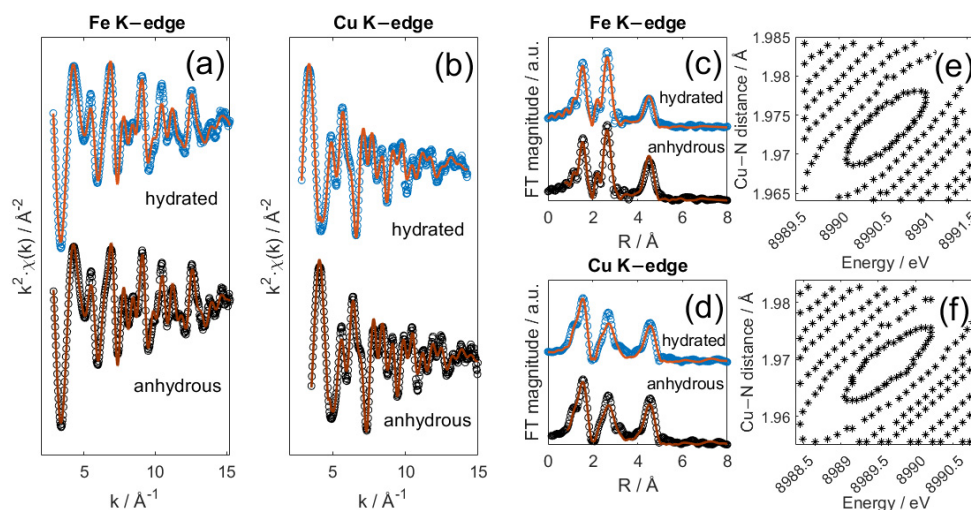 Fe K−edge
(a)
k² · χ(k) / Å⁻²
hydrated
anhydrous
5
10
15
k / Å⁻¹
Cu K−edge
(b)
k² · χ(k) / Å⁻²
hydrated
anhydrous
5
10
15
k / Å⁻¹
Fe K−edge
(c)
FT magnitude / a.u.
hydrated
anhydrous
0
2
4
6
8
R / Å
Cu K−edge
(d)
FT magnitude / a.u.
hydrated
anhydrous
0
2
4
6
8
R / Å
(e)
Cu−N distance / Å
1.985
1.98
1.975
1.97
1.965
8989.5
8990
8990.5
8991
8991.5
Energy / eV
(f)
Cu−N distance / Å
1.98
1.97
1.96
8988.5
8989
8989.5
8990
8990.5
Energy / eV